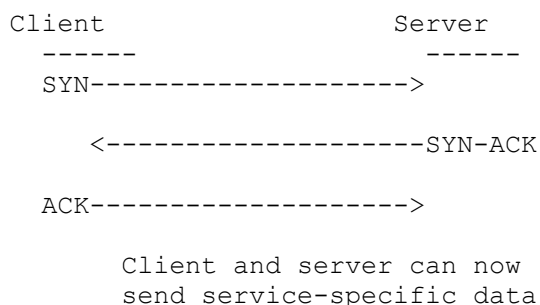 Client Server
------ ------
SYN-------------------->
<--------------------SYN-ACK
ACK-------------------->
Client and server can now
send service-specific data